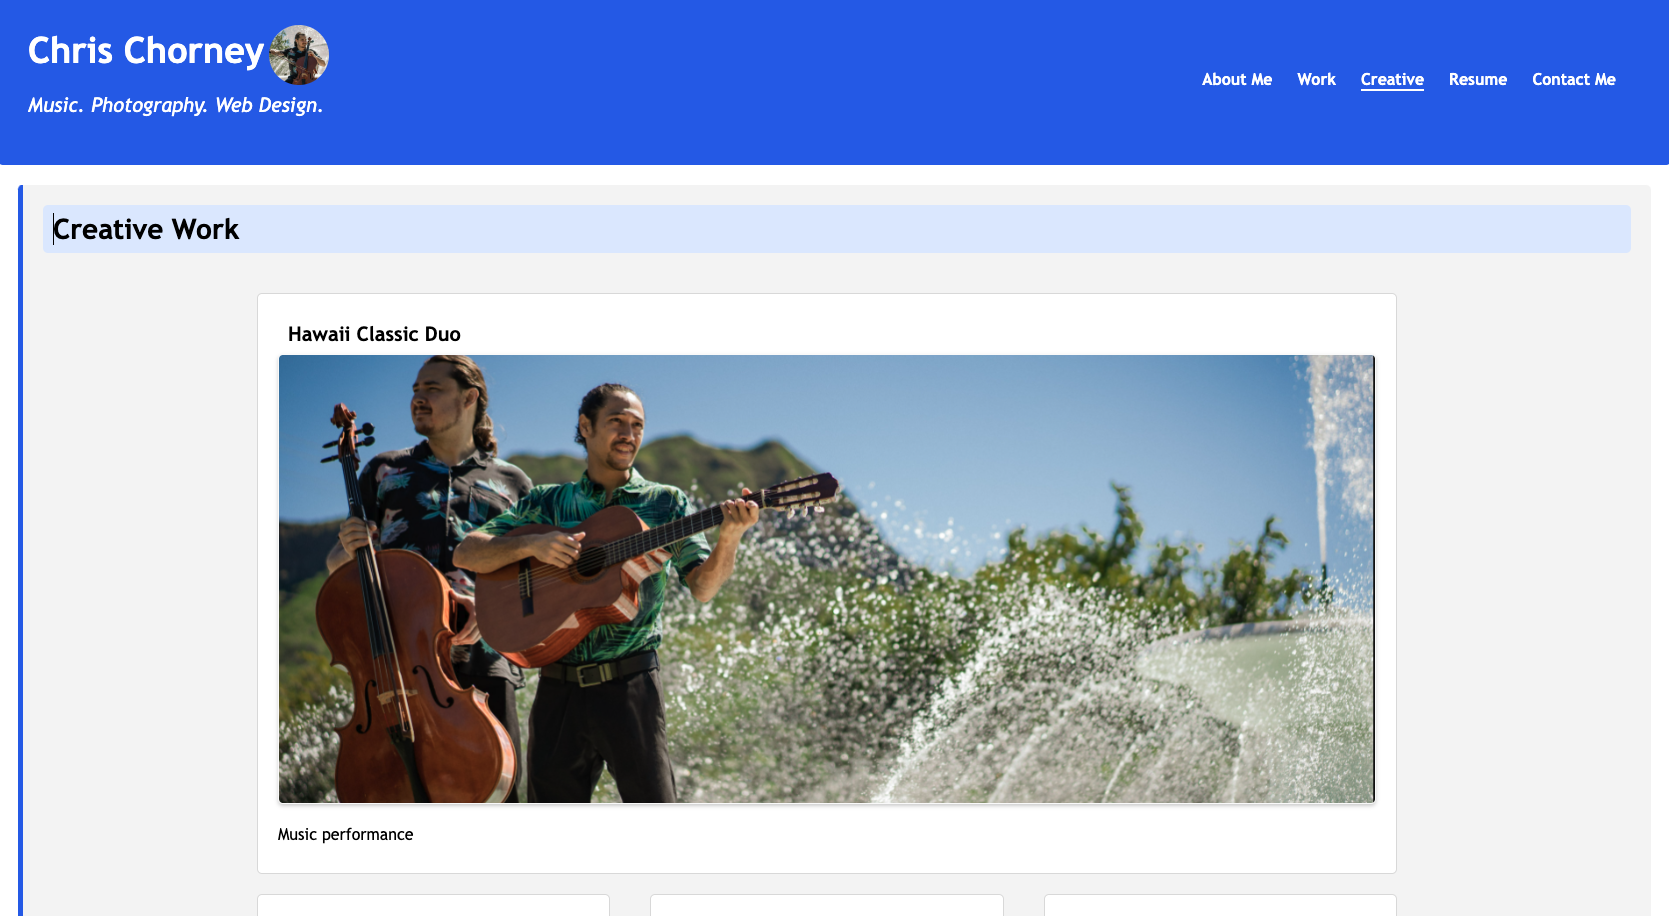 Chris Chorney
Music. Photography. Web Design.
About Me Work Creative Resume Contact Me
Creative Work
Hawaii Classic Duo
Music performance